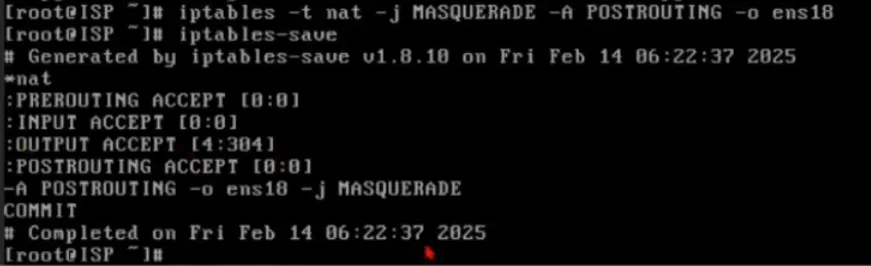 [root@ISP ~]# iptables -t nat -j MASQUERADE -A POSTROUTING -o ens18
[root@ISP ~]# iptables-save
# Generated by iptables-save v1.8.10 on Fri Feb 14 06:22:37 2025
*nat
:PREROUTING ACCEPT [0:0]
:INPUT ACCEPT [0:0]
:OUTPUT ACCEPT [4:304]
:POSTROUTING ACCEPT [0:0]
-A POSTROUTING -o ens18 -j MASQUERADE
COMMIT
# Completed on Fri Feb 14 06:22:37 2025
[root@ISP ~]#